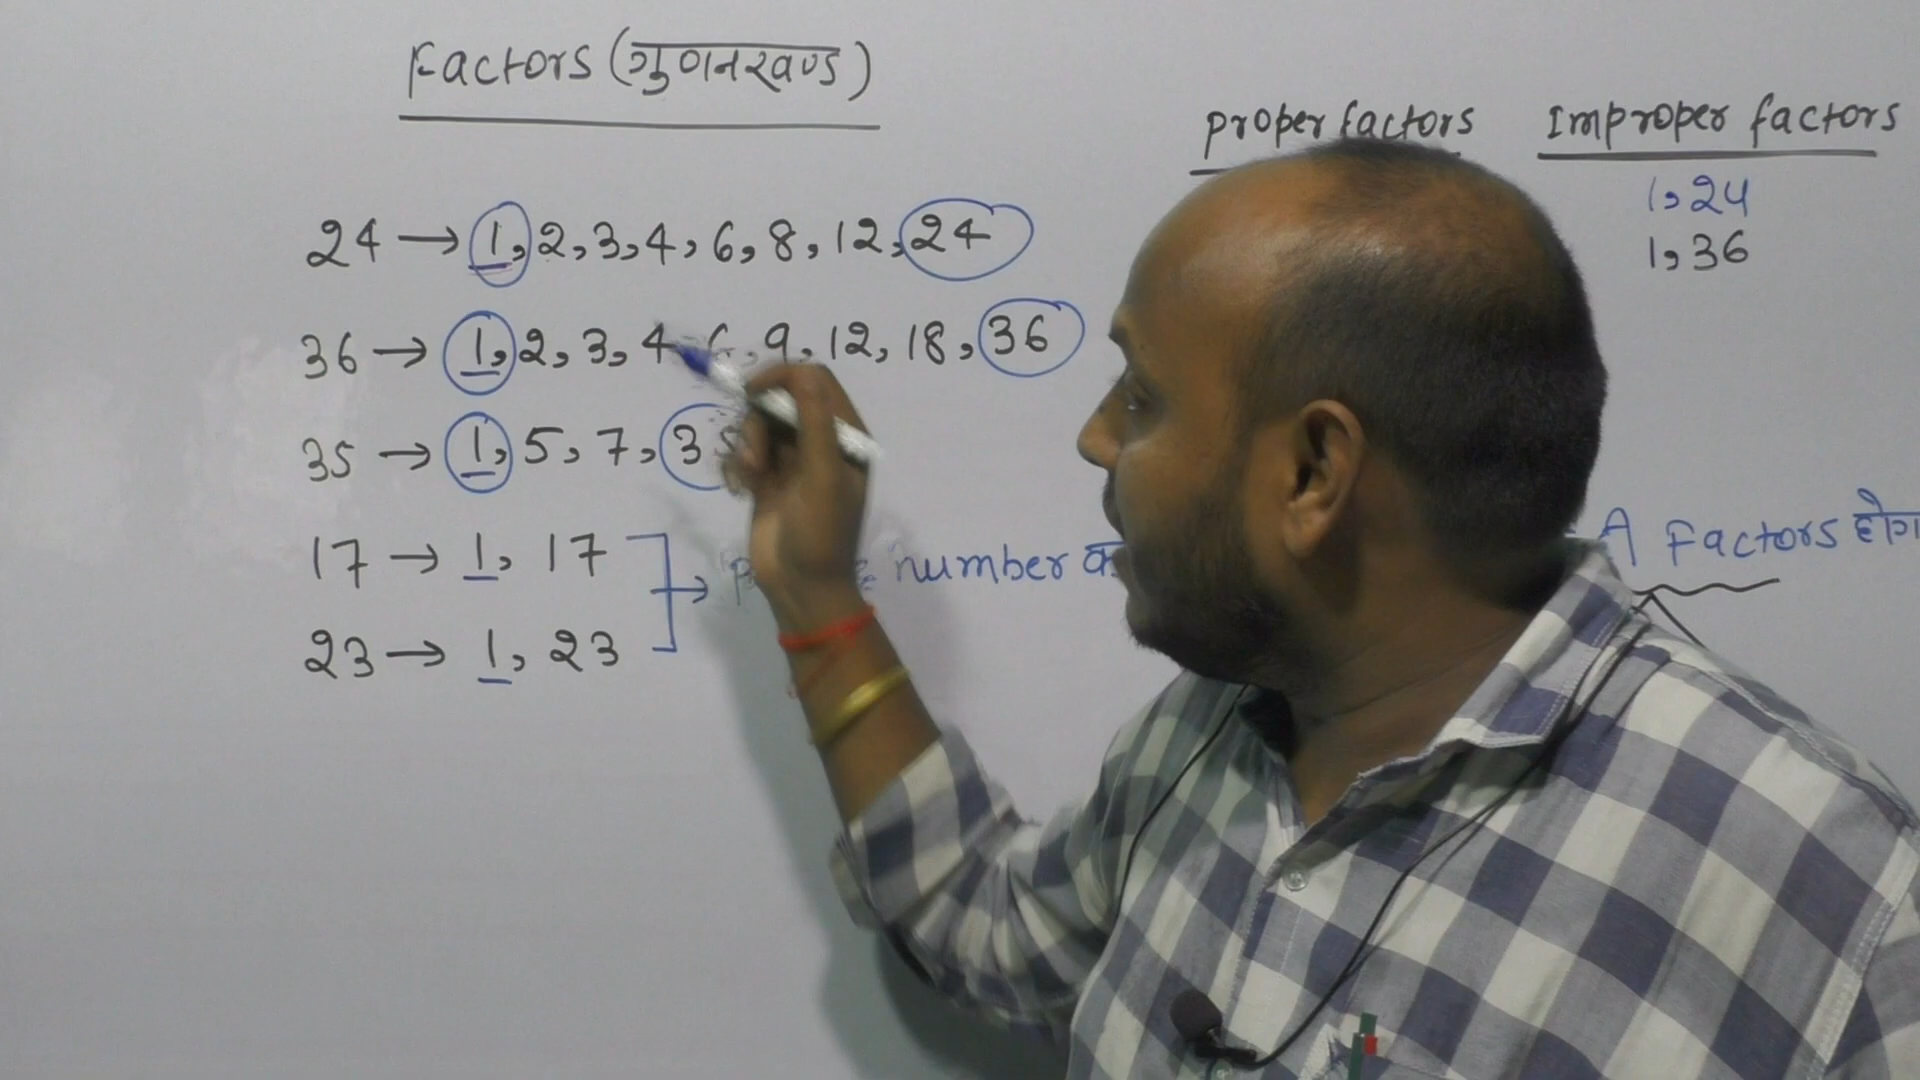 Factors (गुणनखण्ड)
proper factors
Improper factors
24 → 1, 2, 3, 4, 6, 8, 12, 24
1, 24
36 → 1, 2, 3, 4, 6, 9, 12, 18, 36
1, 36
35 → 1, 5, 7, 35
17 → 1, 17
23 → 1, 23
number
Factors